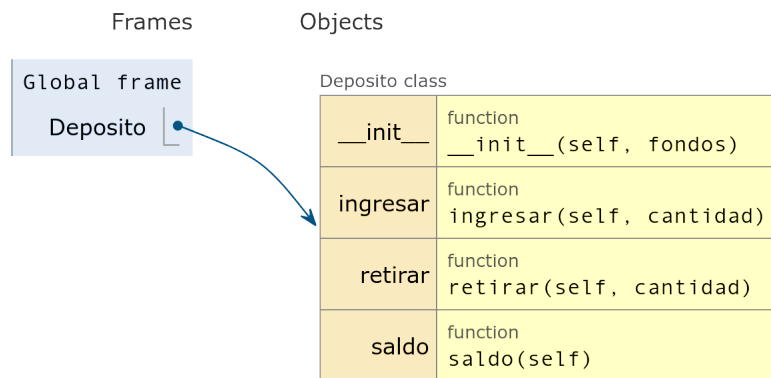 Frames
Objects
Global frame
Deposito
Deposito class
__init__
function
__init__(self, fondos)
ingresar
function
ingresar(self, cantidad)
retirar
function
retirar(self, cantidad)
saldo
function
saldo(self)